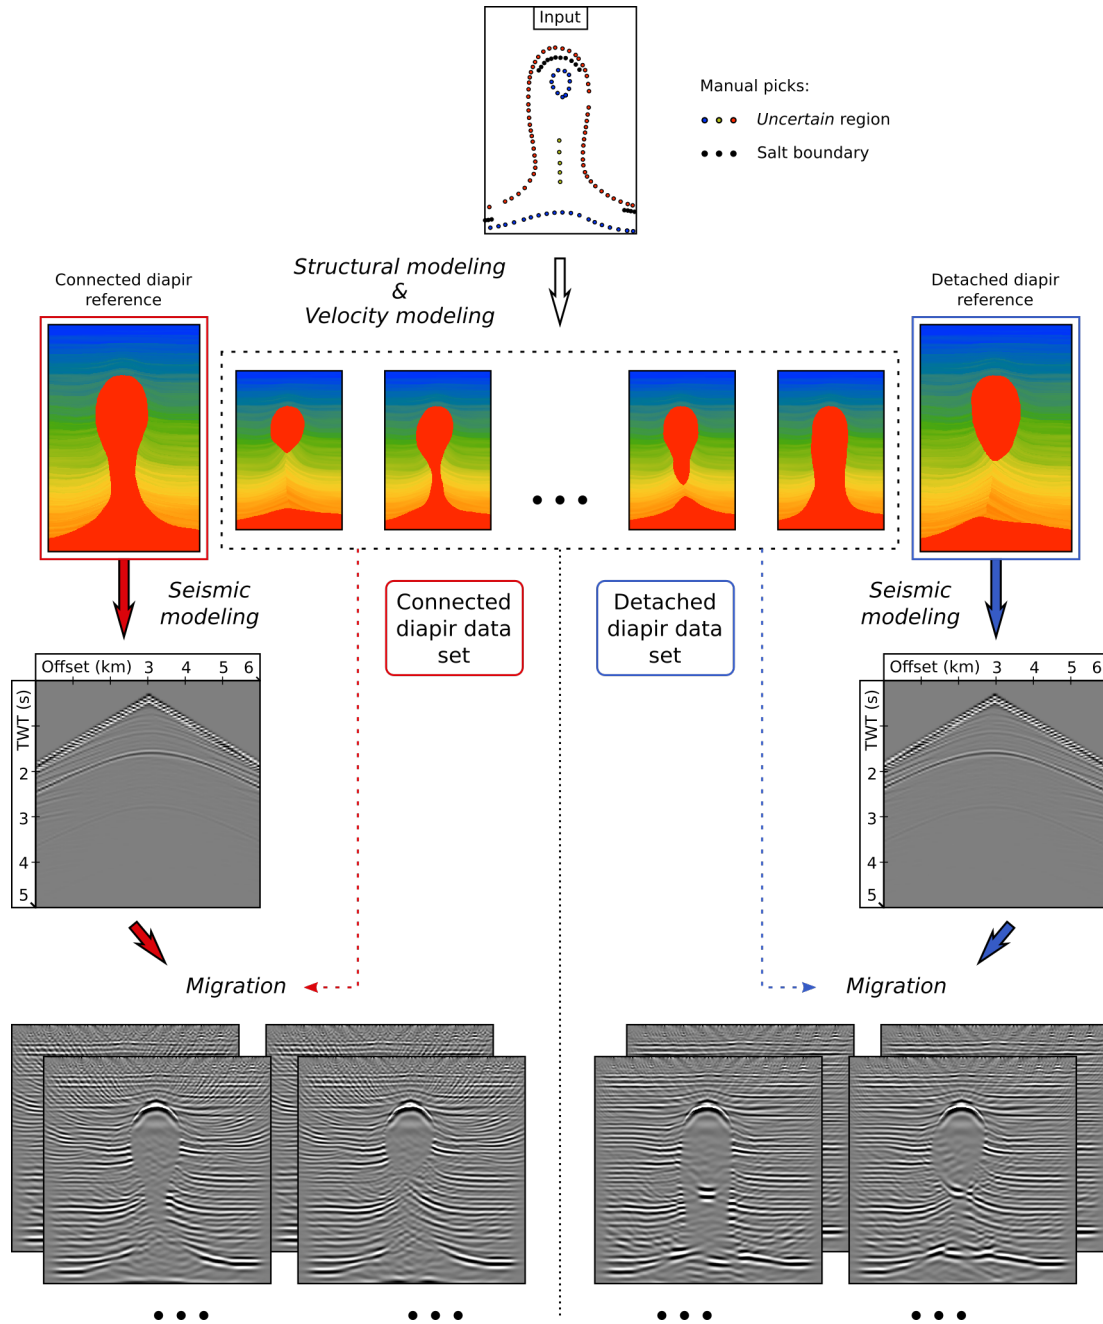 Input
Manual picks:
Uncertain region
Salt boundary
Structural modeling
&
Velocity modeling
Connected diapir
reference
Detached diapir
reference
Seismic
modeling
Connected
diapir data
set
Detached
diapir data
set
Seismic
modeling
Offset (km) 3 4 5 6
TWT (s)
2
3
4
5
Offset (km) 3 4 5 6
TWT (s)
2
3
4
5
Migration
Migration